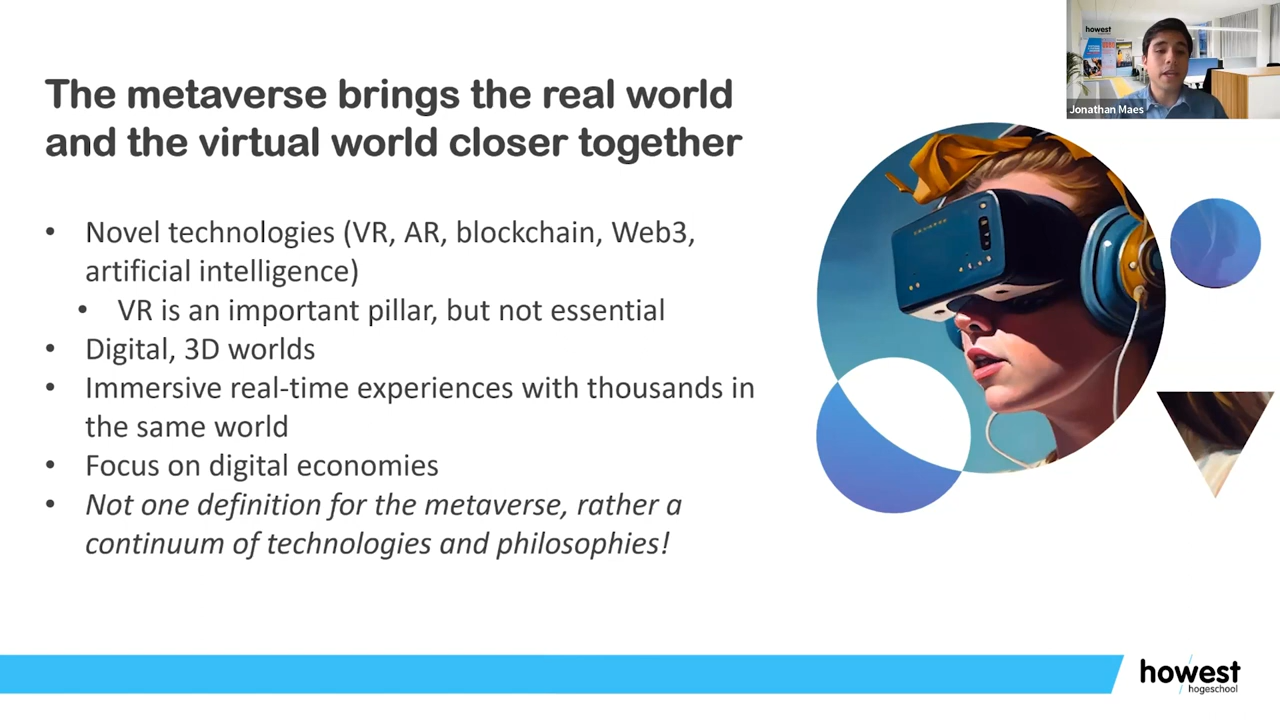 howest
Jonathan Maes
The metaverse brings the real world
and the virtual world closer together
• Novel technologies (VR, AR, blockchain, Web3,
artificial intelligence)
• VR is an important pillar, but not essential
• Digital, 3D worlds
• Immersive real-time experiences with thousands in
the same world
• Focus on digital economies
• Not one definition for the metaverse, rather a
continuum of technologies and philosophies!
howest
hogeschool